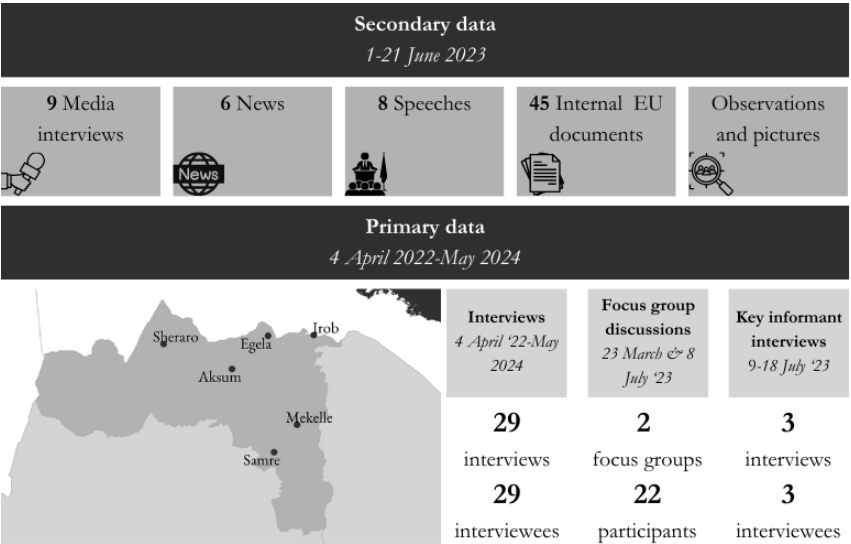 Secondary data
1-21 June 2023
9 Media
interviews
6 News
News
8 Speeches
45 Internal EU
documents
Observations
and pictures
Primary data
4 April 2022-May 2024
Sheraro
Egela
Irob
Aksum
Mekelle
Samre
Interviews
4 April ‘22-May
2024
29
interviews
29
interviewees
Focus group
discussions
23 March & 8
July ‘23
2
focus groups
22
participants
Key informant
interviews
9-18 July ‘23
3
interviews
3
interviewees